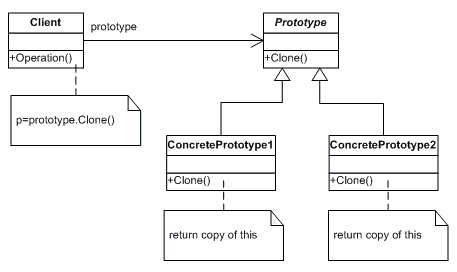 Client
prototype
Prototype
+Operation()
+Clone()
p=prototype.Clone()
ConcretePrototype1
ConcretePrototype2
+Clone()
+Clone()
return copy of this
return copy of this